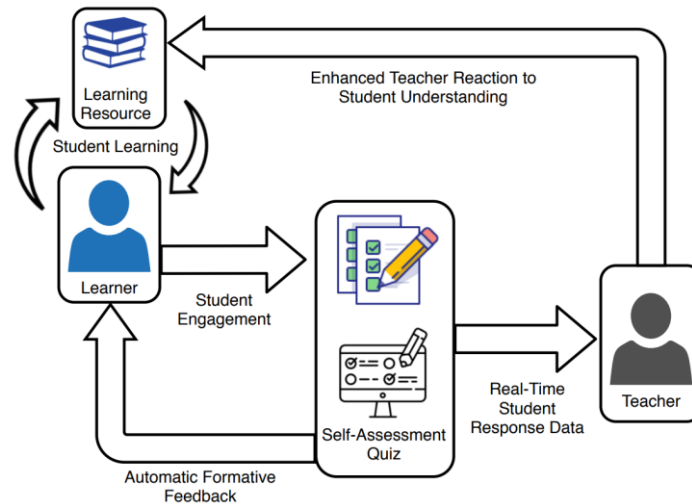 Learning
Resource
Enhanced Teacher Reaction to
Student Understanding
Student Learning
Learner
Student
Engagement
Self-Assessment
Quiz
Real-Time
Student
Response Data
Teacher
Automatic Formative
Feedback